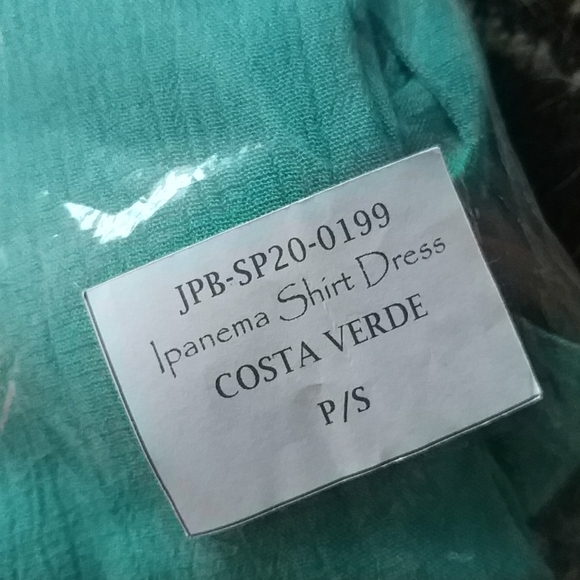 JPB-SP20-0199
Ipanema Shirt Dress
COSTA VERDE
P/S